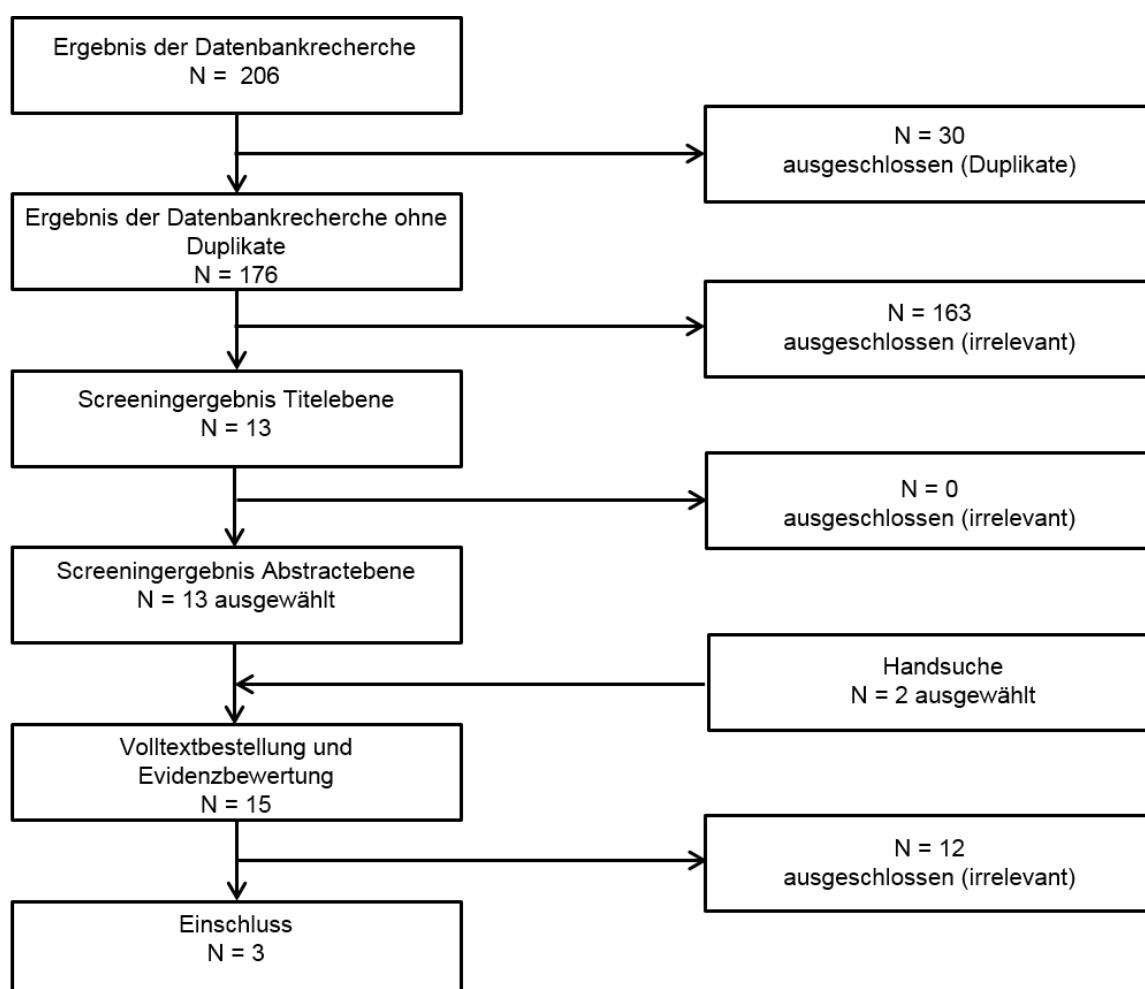 Ergebnis der Datenbankrecherche
N = 206
N = 30
ausgeschlossen (Duplikate)
Ergebnis der Datenbankrecherche ohne
Duplikate
N = 176
N = 163
ausgeschlossen (irrelevant)
Screeningergebnis Titelebene
N = 13
N = 0
ausgeschlossen (irrelevant)
Screeningergebnis Abstractebene
N = 13 ausgewählt
Handsuche
N = 2 ausgewählt
Volltextbestellung und
Evidenzbewertung
N = 15
N = 12
ausgeschlossen (irrelevant)
Einschluss
N = 3